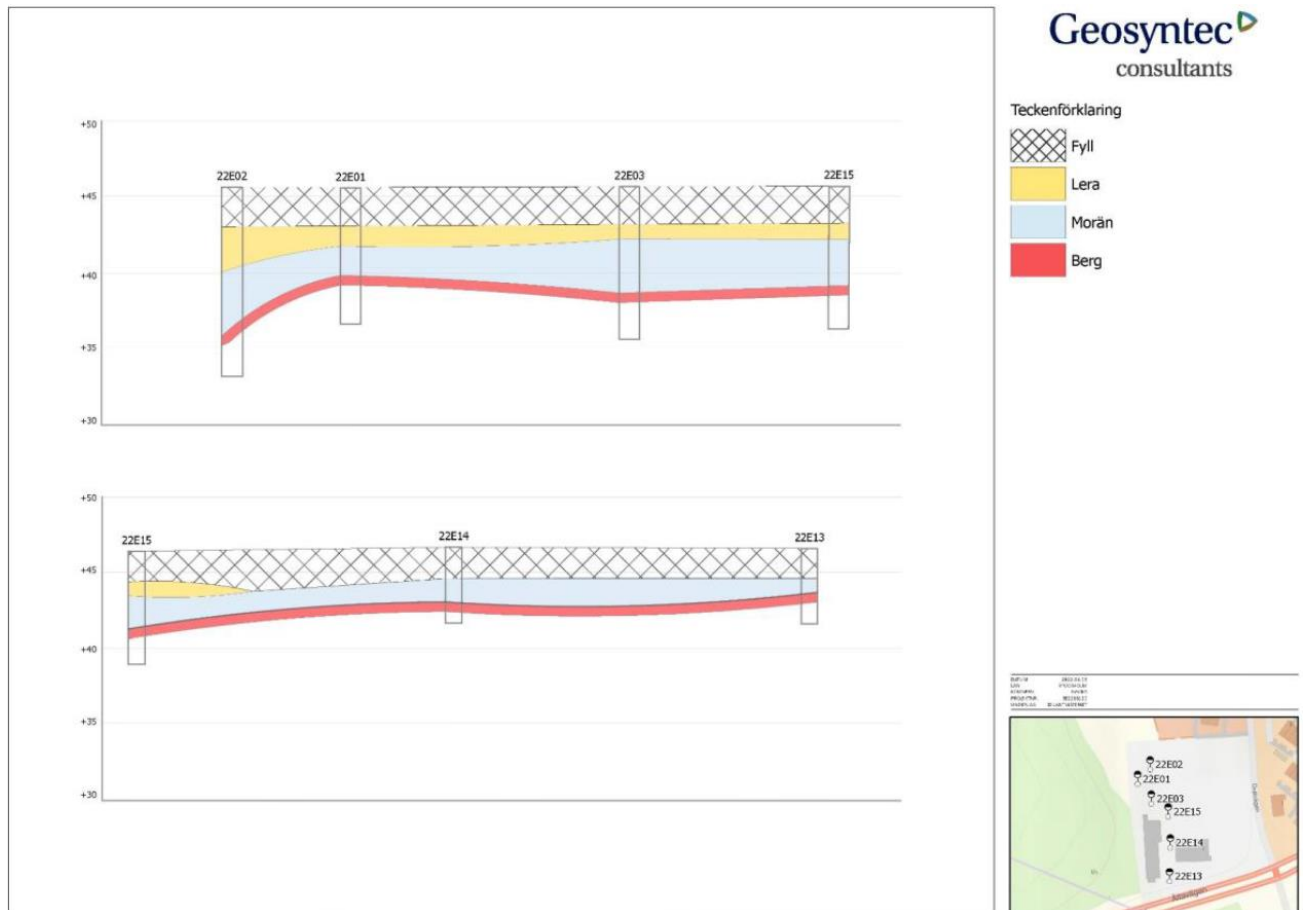 Geosyntec
consultants
Teckenförklaring
Fyll
Lera
Morän
Berg
+50
22E02
22E01
22E03
22E15
+45
+40
+35
+30
+50
22E15
22E14
22E13
+45
+40
+35
+30
22E02
22E01
22E03
22E15
22E14
22E13